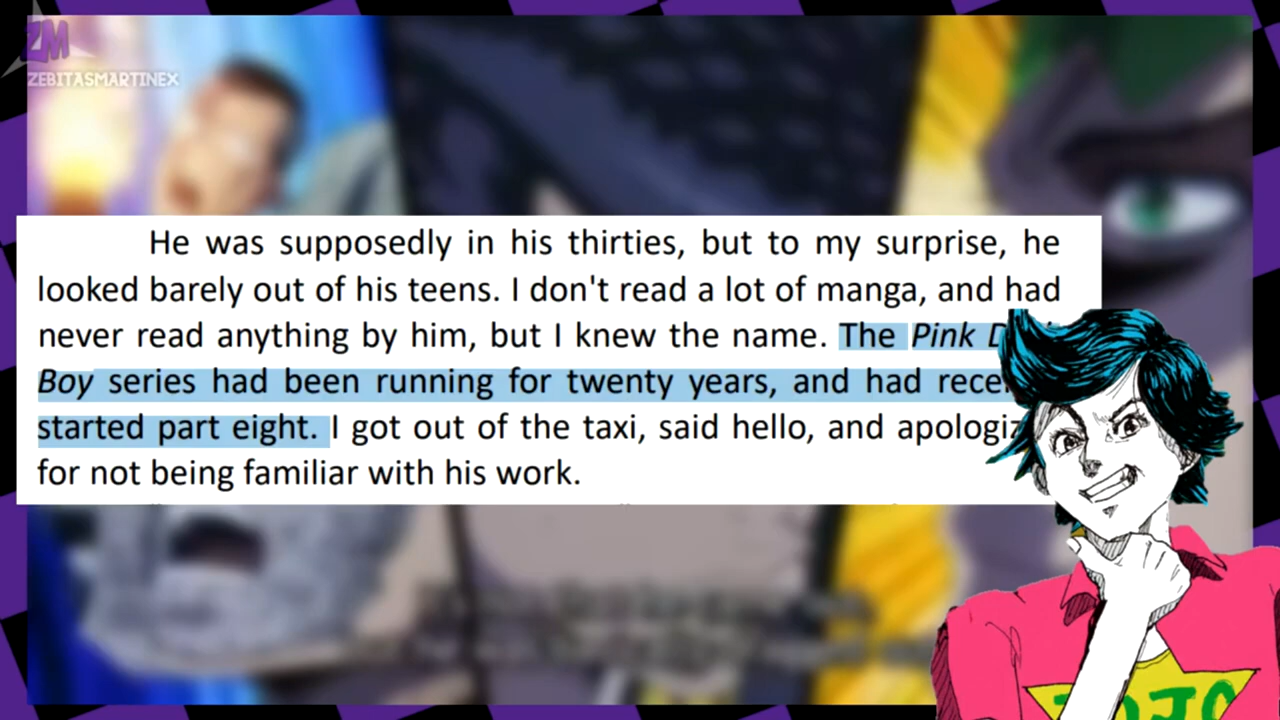 ZM
ZEBITASMARTINEX
He was supposedly in his thirties, but to my surprise, he
looked barely out of his teens. I don't read a lot of manga, and had
never read anything by him, but I knew the name. The Pink
Boy series had been running for twenty years, and had
started part eight. I got out of the taxi, said hello, and
for not being familiar with his work.